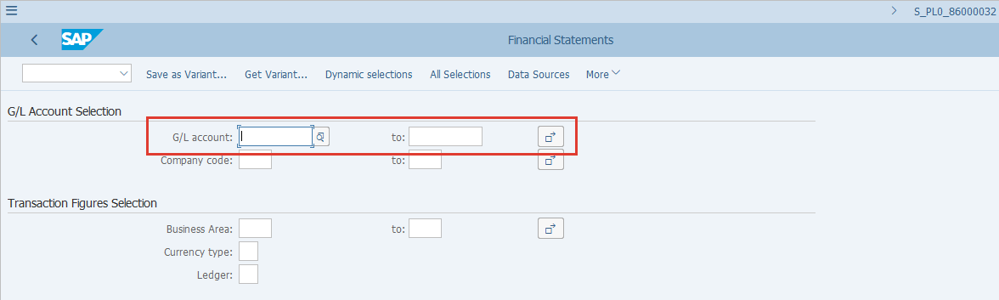 S_PL0_86000032
SAP Financial Statements
Save as Variant... Get Variant... Dynamic selections All Selections Data Sources More
G/L Account Selection
G/L account: to:
Company code: to:
Transaction Figures Selection
Business Area: to:
Currency type:
Ledger: